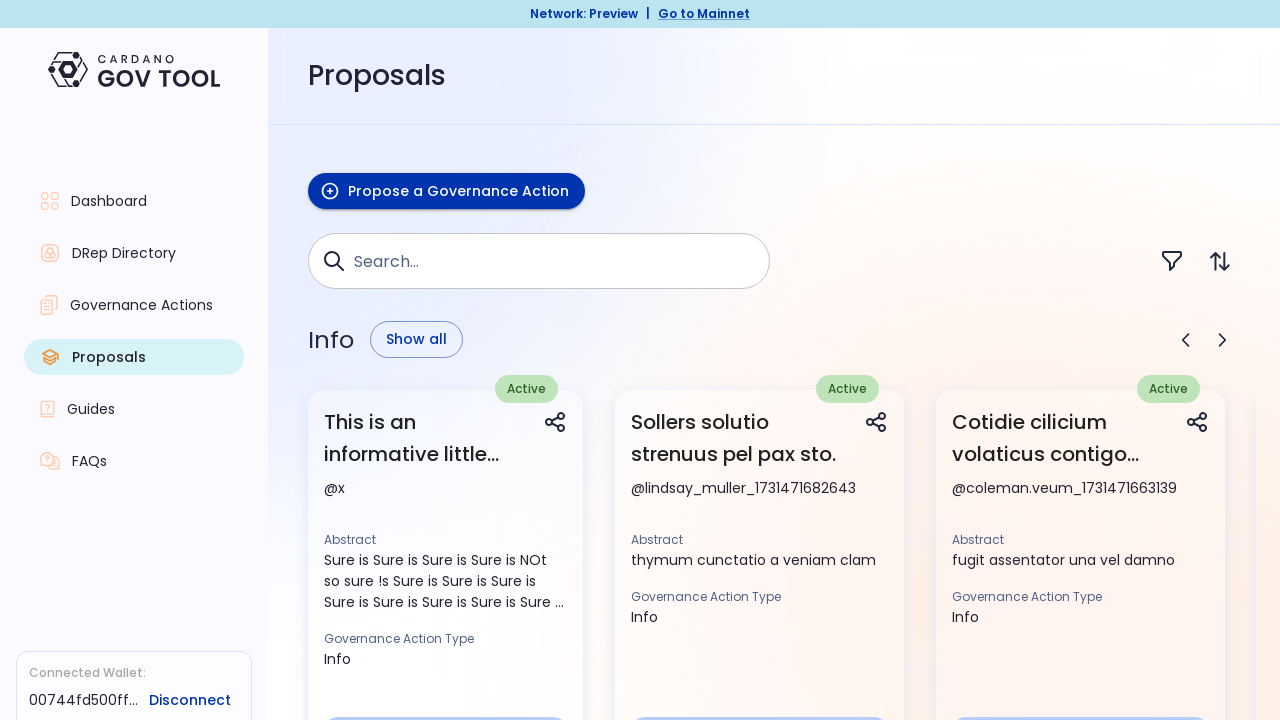 Network: Preview | Go to Mainnet
CARDANO
GOV TOOL
Dashboard
DRep Directory
Governance Actions
Proposals
Guides
FAQs
Connected Wallet:
00744fd500ff... Disconnect
Proposals
Propose a Governance Action
Search...
Info Show all
Active
This is an
informative little...
@x
Abstract
Sure is Sure is Sure is Sure is NOt
so sure !s Sure is Sure is Sure is
Sure is Sure is Sure is Sure is Sure ...
Governance Action Type
Info
Active
Sollers solutio
strenuus pel pax sto.
@lindsay_muller_1731471682643
Abstract
thymum cunctatio a veniam clam
Governance Action Type
Info
Active
Cotidie cilicium
volaticus contigo...
@coleman.veum_1731471663139
Abstract
fugit assentator una vel damno
Governance Action Type
Info